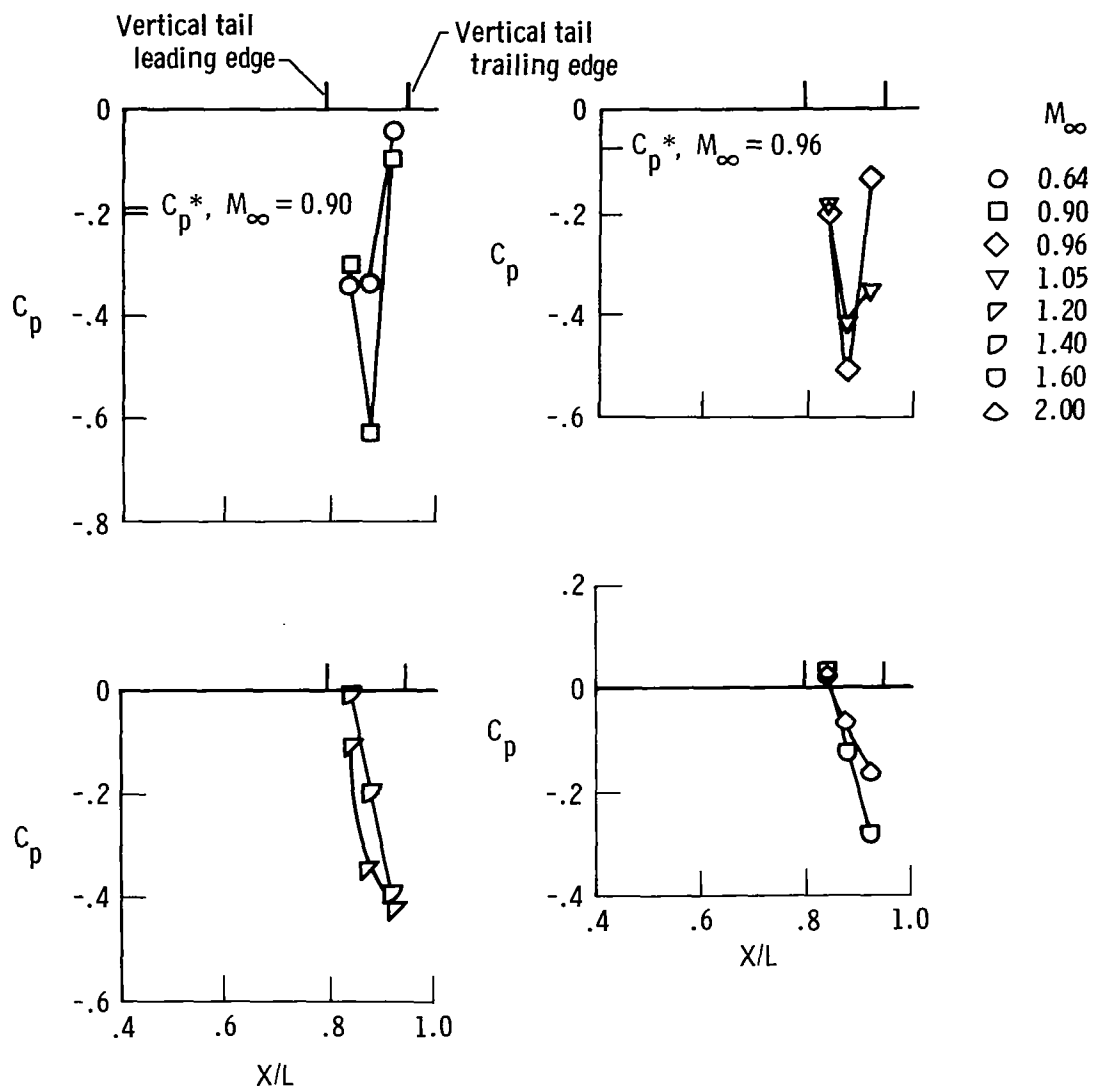 Vertical tail
leading edge
Vertical tail
trailing edge
0
-.2
-.4
-.6
-.8
C_p
C_p*, M_∞ = 0.90
0
-.2
-.4
-.6
C_p
C_p*, M_∞ = 0.96
M_∞
0.64
0.90
0.96
1.05
1.20
1.40
1.60
2.00
0
-.2
-.4
-.6
C_p
.4 .6 .8 1.0
X/L
.2
0
-.2
-.4
C_p
.4 .6 .8 1.0
X/L